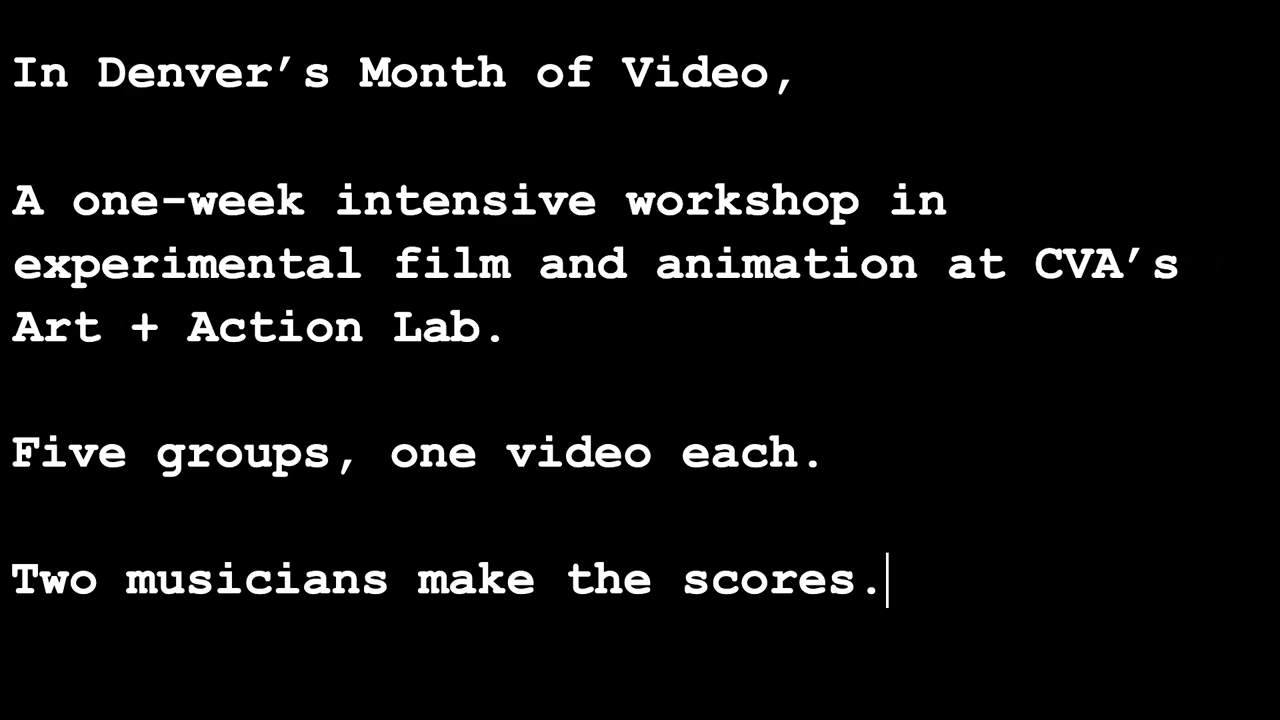 In Denver’s Month of Video,
A one-week intensive workshop in
experimental film and animation at CVA’s
Art + Action Lab.
Five groups, one video each.
Two musicians make the scores.